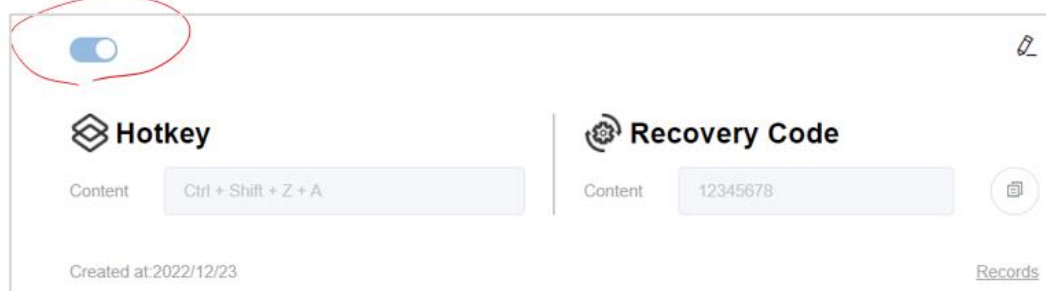 Hotkey
Recovery Code
Content
Ctrl + Shift + Z + A
Content
12345678
Created at:2022/12/23
Records